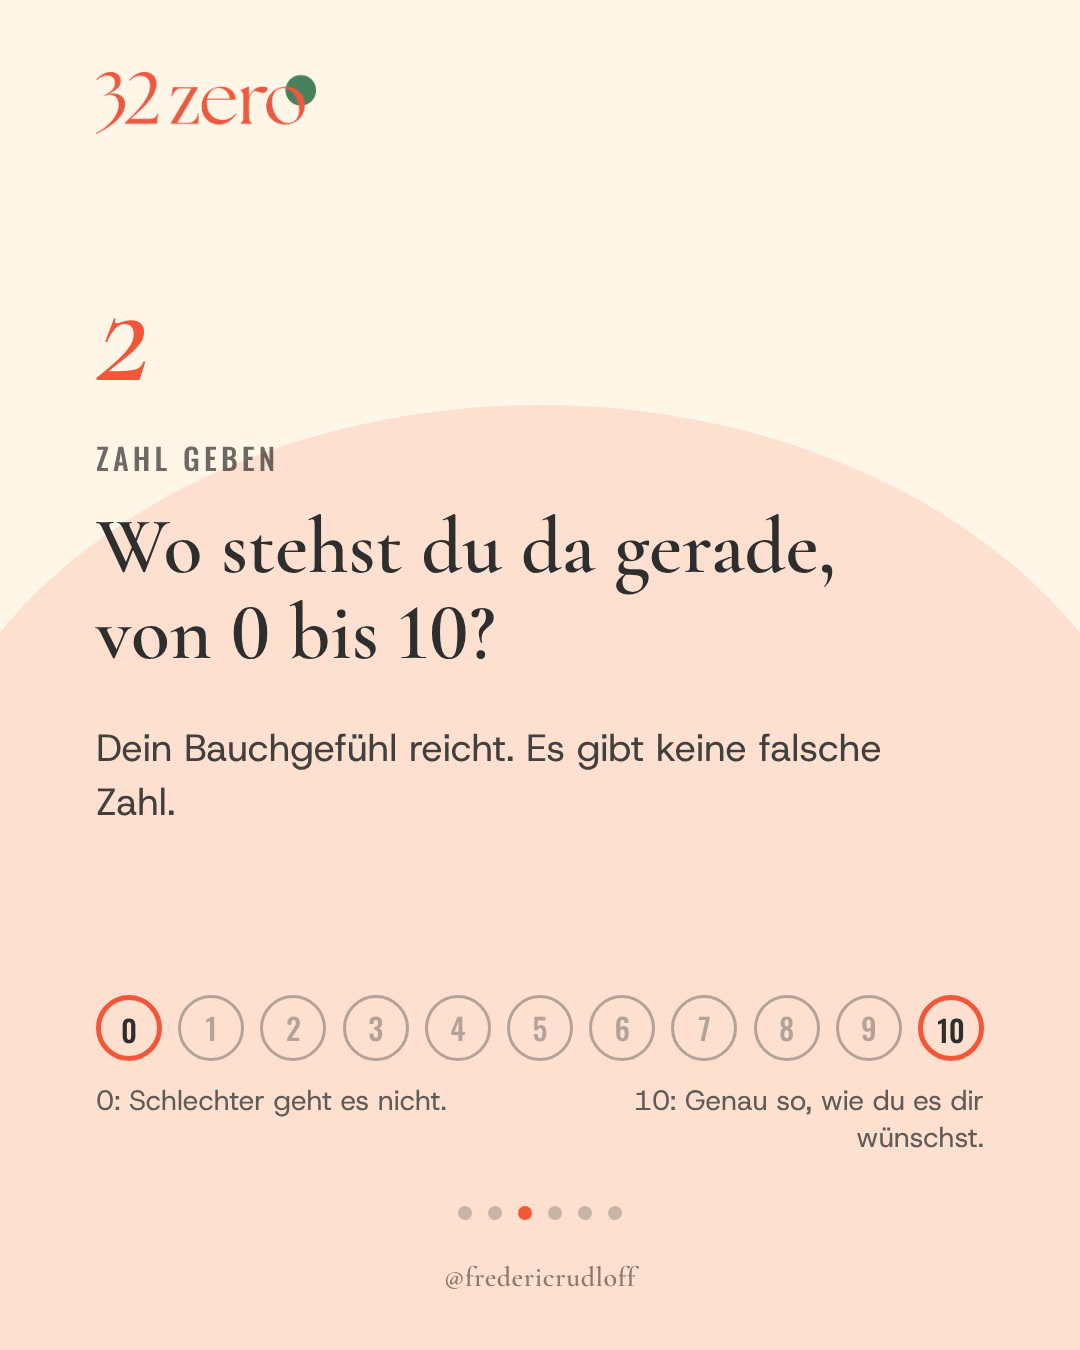 32 zero
2
ZAHL GEBEN
Wo stehst du da gerade,
von 0 bis 10?
Dein Bauchgefühl reicht. Es gibt keine falsche
Zahl.
0 1 2 3 4 5 6 7 8 9 10
0: Schlechter geht es nicht.
10: Genau so, wie du es dir
wünschst.
@fredericrudloff